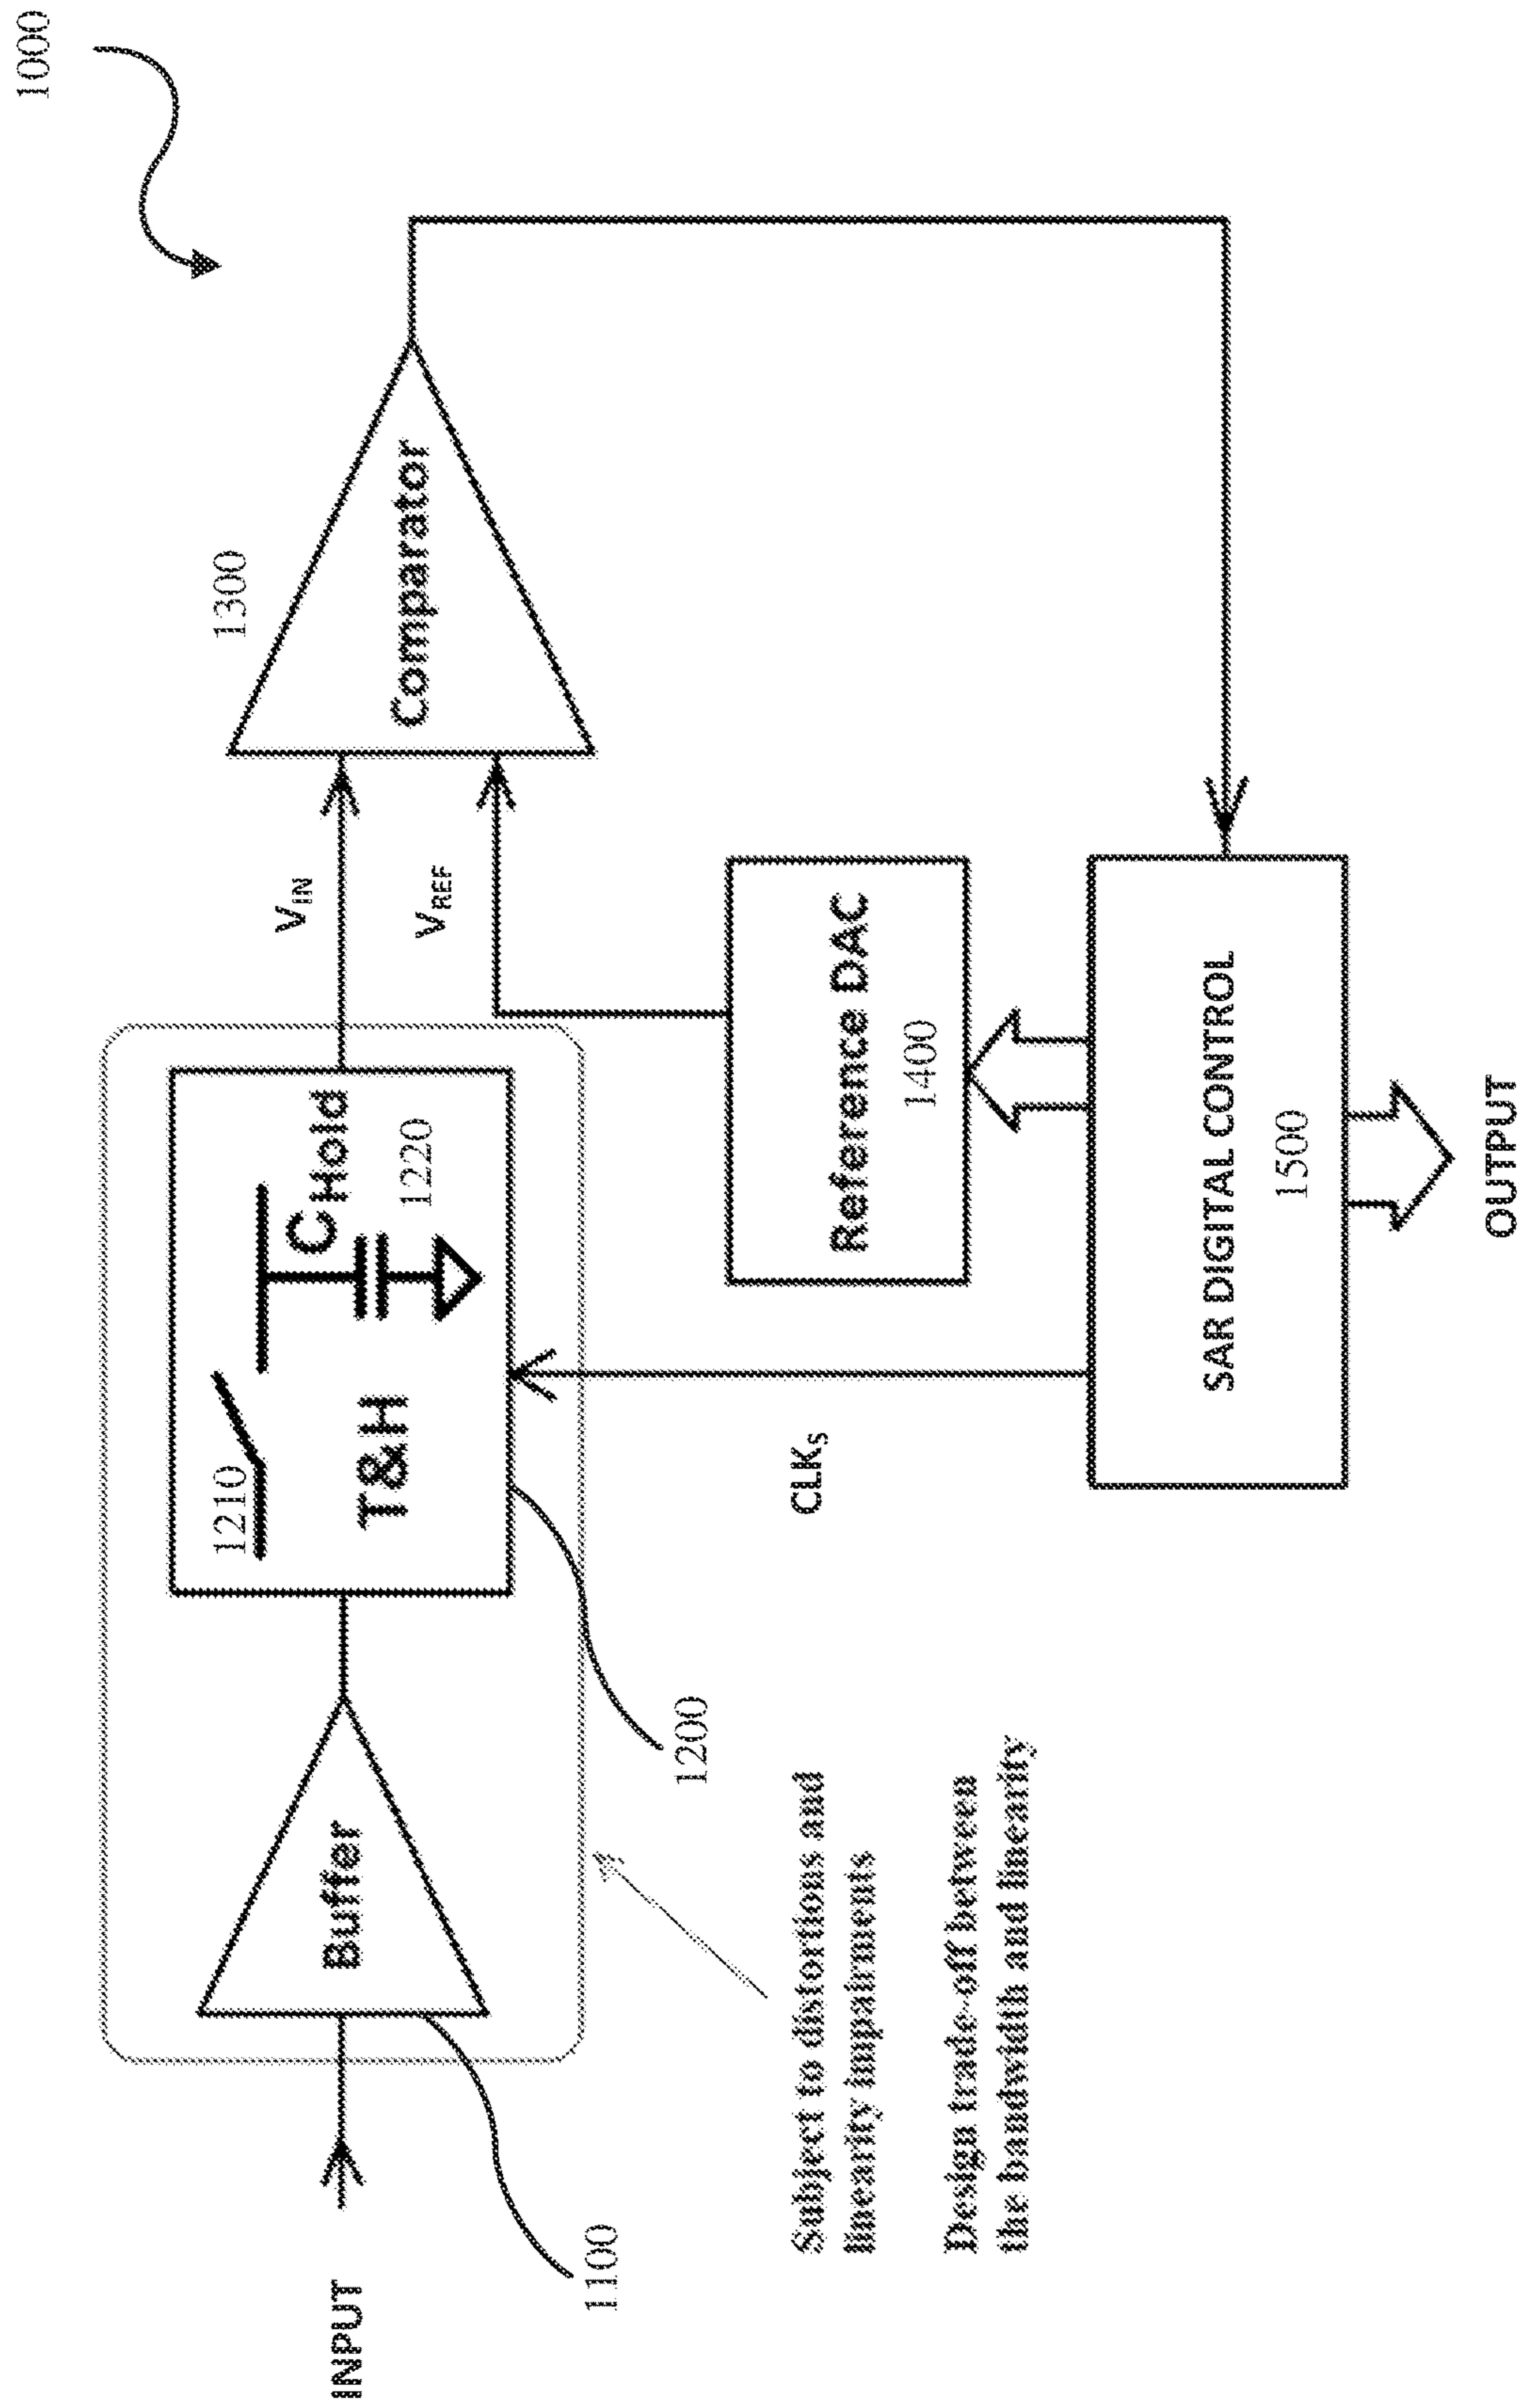 1000
1300
Comparator
V_IN
V_REF
1210
C_Hold
1220
T&H
Buffer
INPUT
1100
1200
Reference DAC
1400
CLK_S
SAR DIGITAL CONTROL
1500
OUTPUT
Subject to distortions and
linearity impairments
Design trade-off between
the bandwidth and linearity